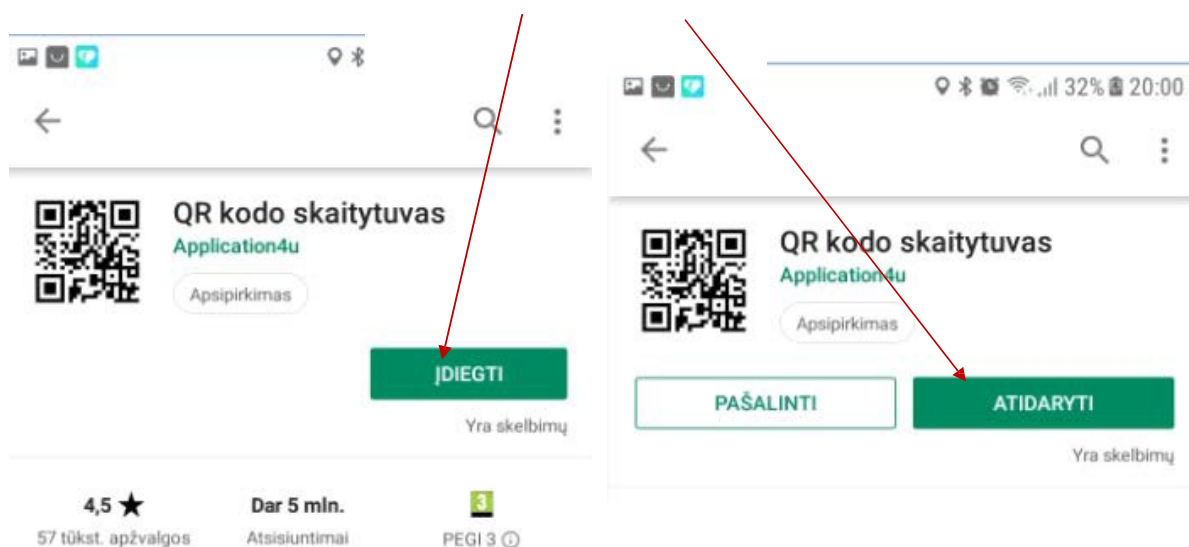 QR kodo skaitytuvas
Application4u
Apsipirkimas
ĮDIEGTI
Yra skelbimų
4,5 ★
57 tūkst. apžvalgos
Dar 5 mln.
Atsisiuntimai
3
PEGI 3
32% 20:00
QR kodo skaitytuvas
Application4u
Apsipirkimas
PAŠALINTI
ATIDARYTI
Yra skelbimų